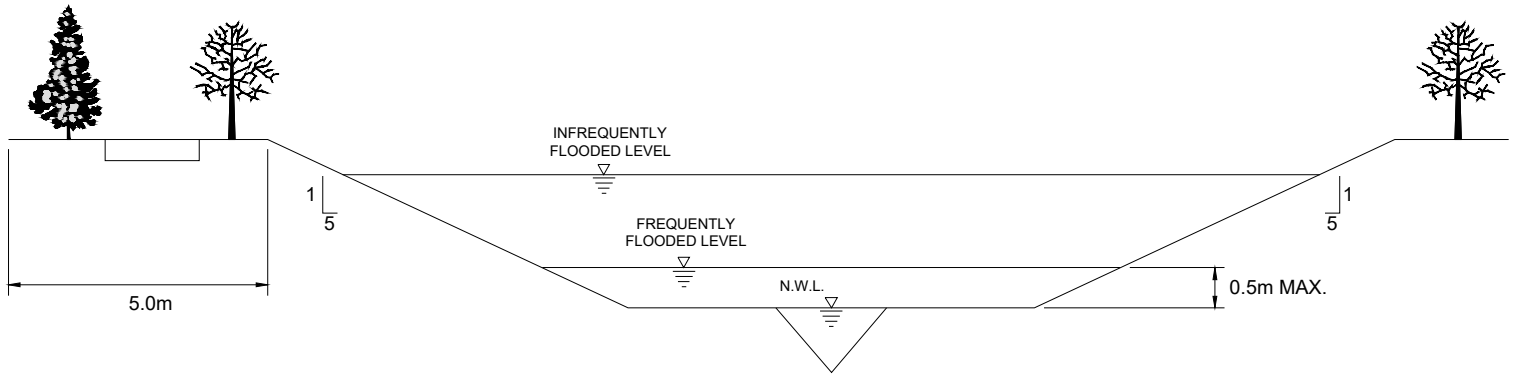 INFREQUENTLY
FLOODED LEVEL
1
5
1
5
FREQUENTLY
FLOODED LEVEL
N.W.L.
0.5m MAX.
5.0m